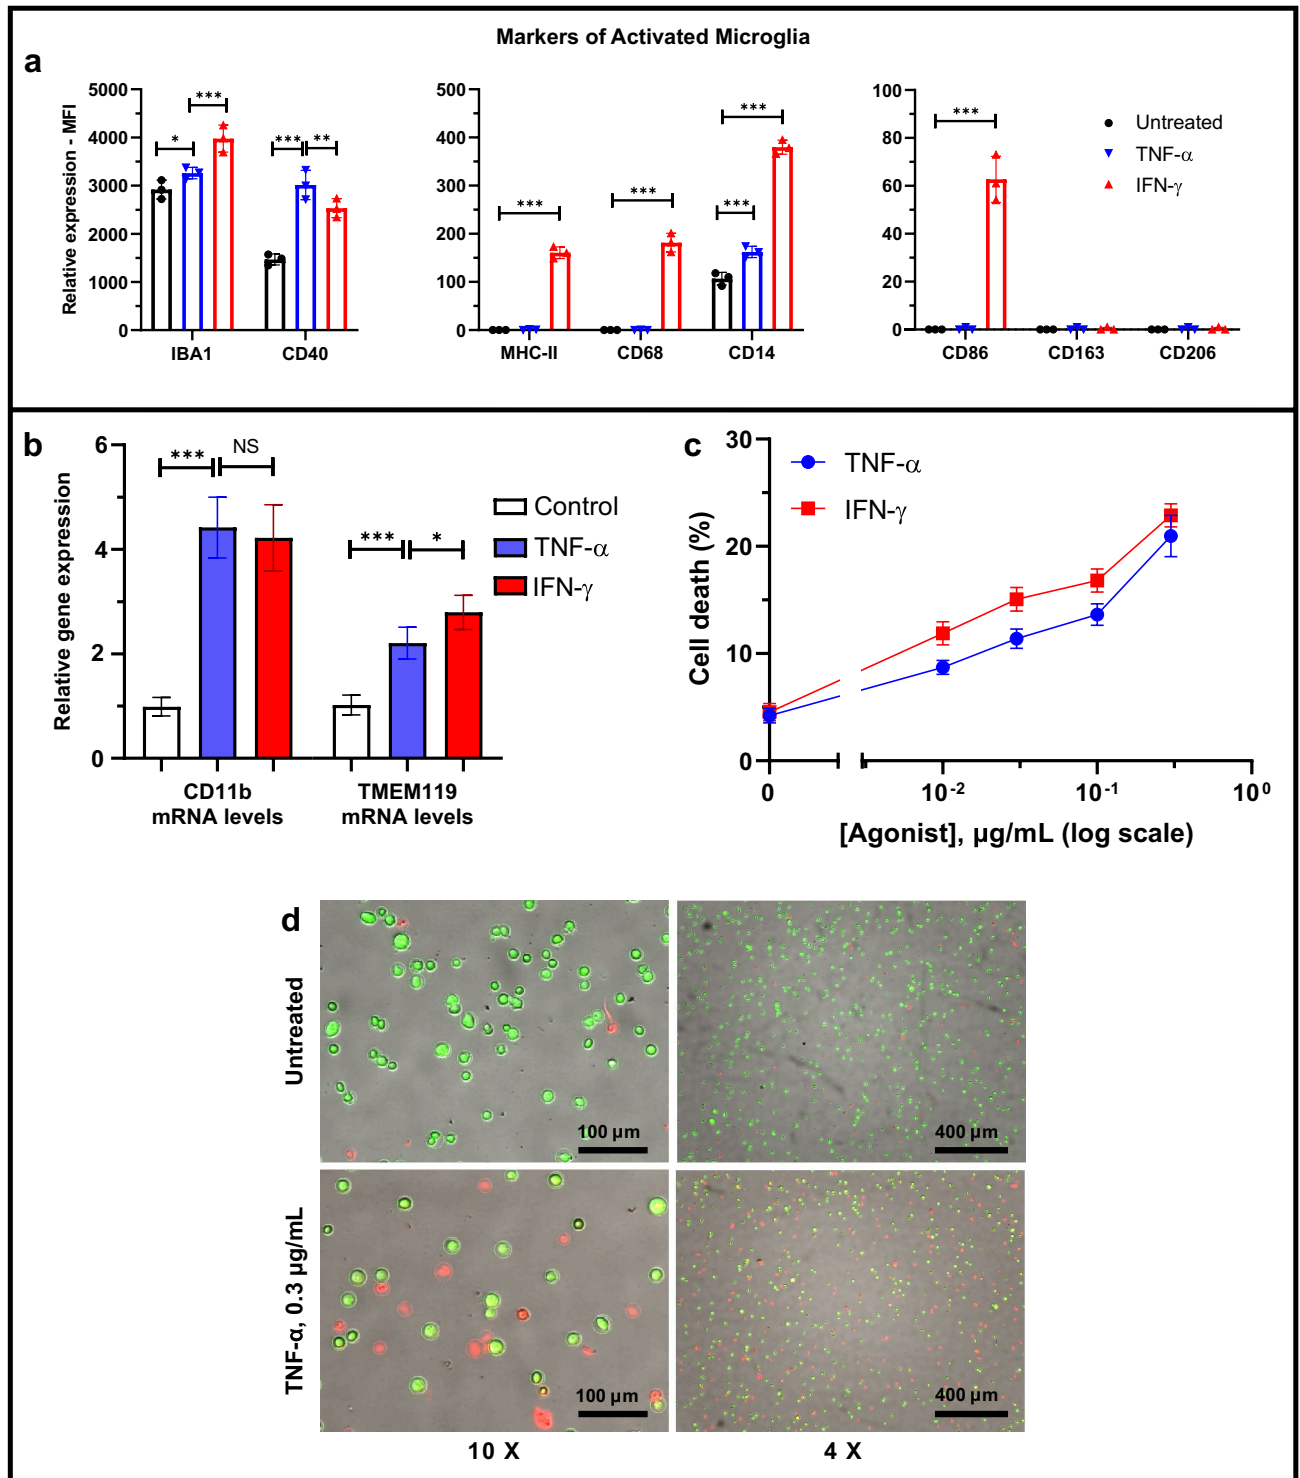 Markers of Activated Microglia
a
Relative expression - MFI
5000
4000
3000
2000
1000
0
*
***
***
**
IBA1
CD40
500
400
300
200
100
0
***
***
***
***
MHC-II
CD68
CD14
100
80
60
40
20
0
***
CD86
CD163
CD206
Untreated
TNF-α
IFN-γ
b
Relative gene expression
6
4
2
0
***
NS
***
*
Control
TNF-α
IFN-γ
CD11b
mRNA levels
TMEM119
mRNA levels
c
Cell death (%)
30
20
10
0
TNF-α
IFN-γ
0
10⁻²
10⁻¹
10⁰
[Agonist], µg/mL (log scale)
d
Untreated
100 µm
400 µm
TNF-α, 0.3 µg/mL
100 µm
400 µm
10 X
4 X